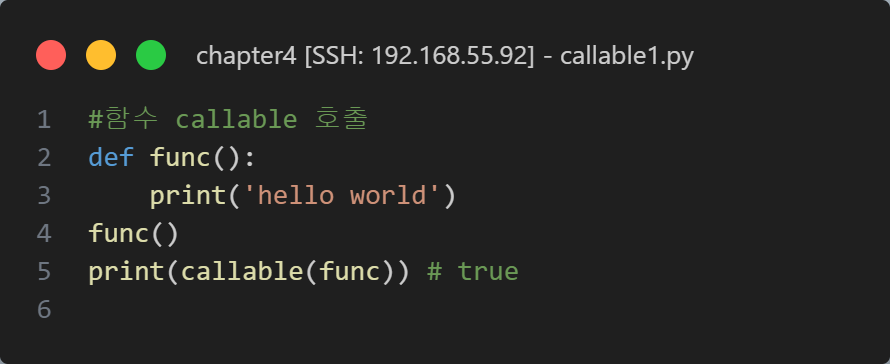 chapter4 [SSH: 192.168.55.92] - callable1.py
1 #함수 callable 호출
2 def func():
3     print('hello world')
4 func()
5 print(callable(func)) # true
6